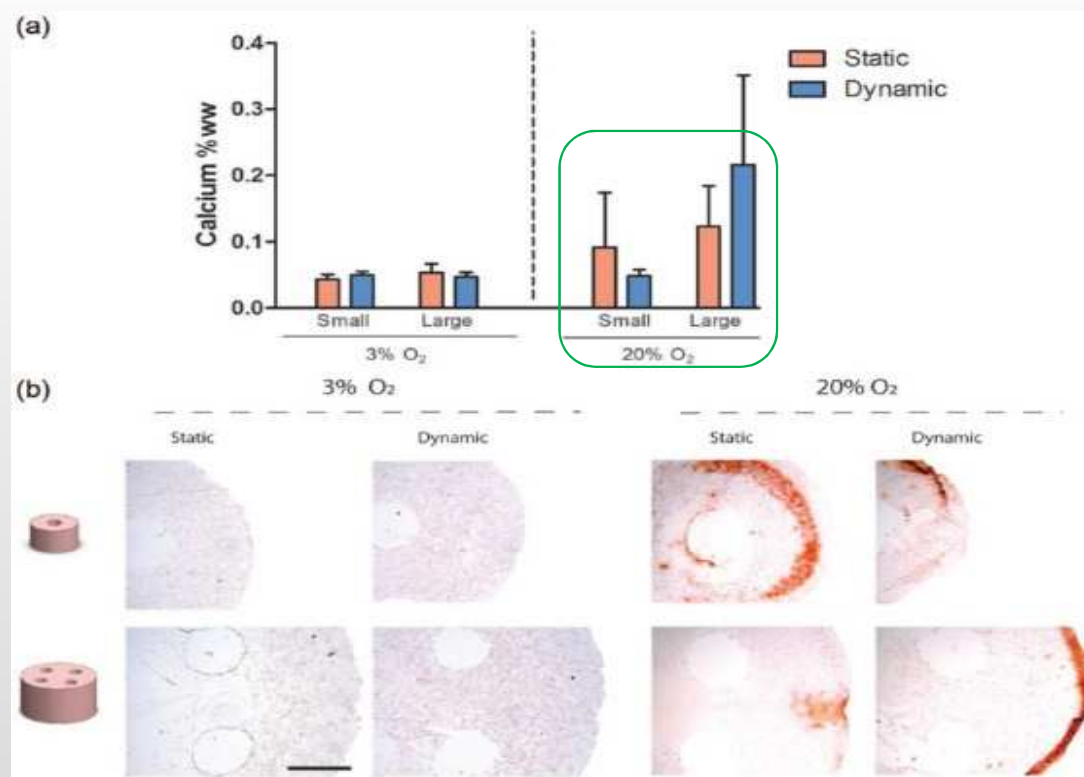 (a)
0.4
0.3
0.2
0.1
0.0
Calcium %ww
Static
Dynamic
Small Large Small Large
3% O₂ 20% O₂
(b)
3% O₂ 20% O₂
Static Dynamic Static Dynamic